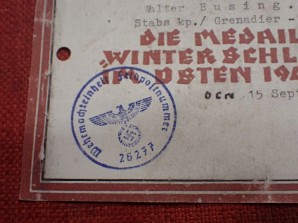 Walter Busing.
Stabs kp./ Grenadier-
DIE MEDAIL
WINTERSCHL
OSTEN 194
DEN 15 Sept
Wehrmachteinheit Feldpostnummer
26277